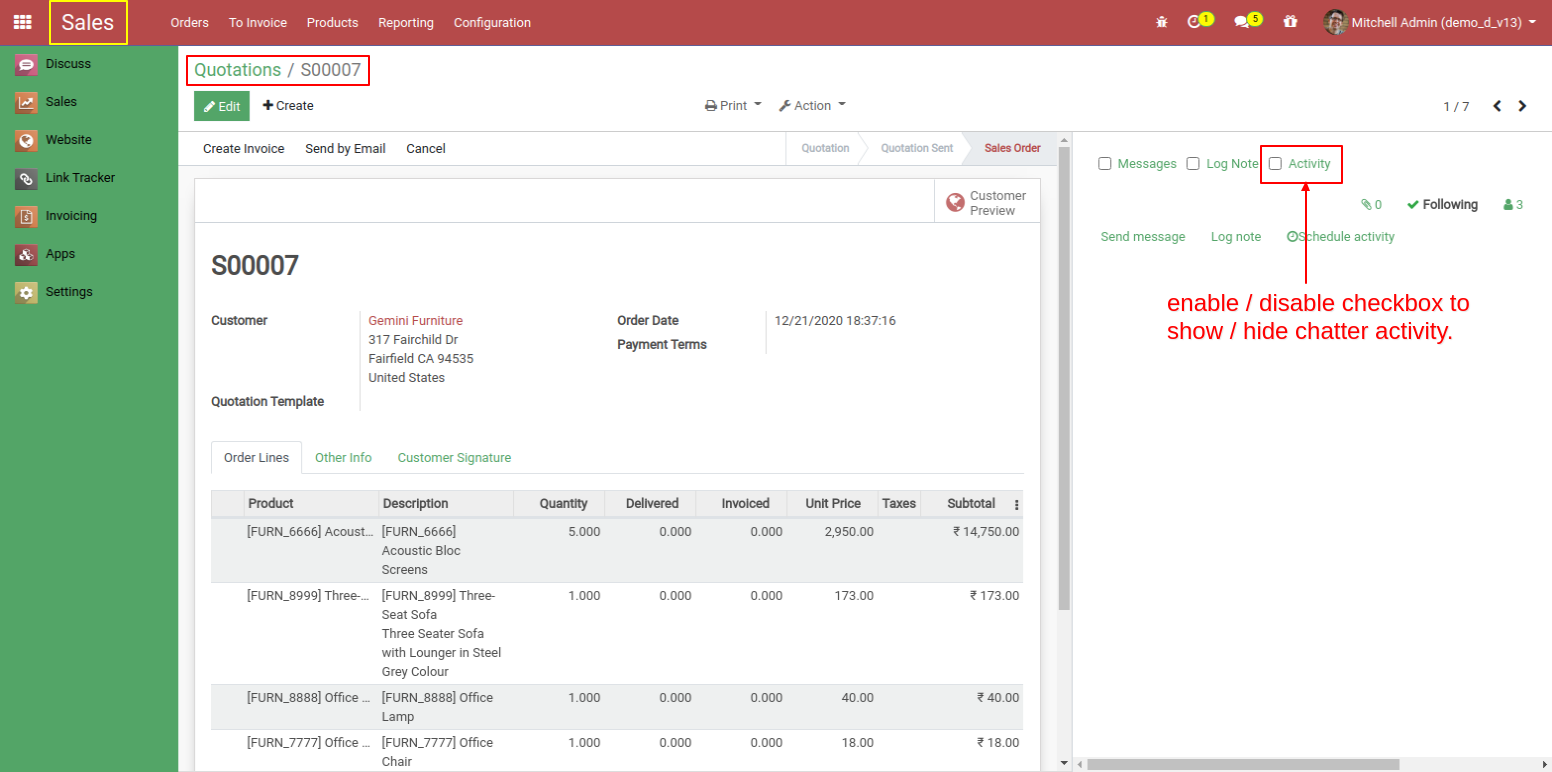 Sales Orders To Invoice Products Reporting Configuration 1 5 Mitchell Admin (demo_d_v13)
Discuss
Sales
Website
Link Tracker
Invoicing
Apps
Settings
Quotations / S00007
Edit Create Print Action 1 / 7
Create Invoice Send by Email Cancel Quotation Quotation Sent Sales Order
Customer
Preview
S00007
Customer Gemini Furniture
317 Fairchild Dr
Fairfield CA 94535
United States
Order Date 12/21/2020 18:37:16
Payment Terms
Quotation Template
Order Lines Other Info Customer Signature
Product Description Quantity Delivered Invoiced Unit Price Taxes Subtotal
[FURN_6666] Acoust... [FURN_6666] 5.000 0.000 0.000 2,950.00 ₹ 14,750.00
Acoustic Bloc
Screens
[FURN_8999] Three-... [FURN_8999] Three- 1.000 0.000 0.000 173.00 ₹ 173.00
Seat Sofa
Three Seater Sofa
with Lounger in Steel
Grey Colour
[FURN_8888] Office ... [FURN_8888] Office 1.000 0.000 0.000 40.00 ₹ 40.00
Lamp
[FURN_7777] Office ... [FURN_7777] Office 1.000 0.000 0.000 18.00 ₹ 18.00
Chair
Messages Log Note Activity
0 Following 3
Send message Log note Schedule activity
enable / disable checkbox to
show / hide chatter activity.